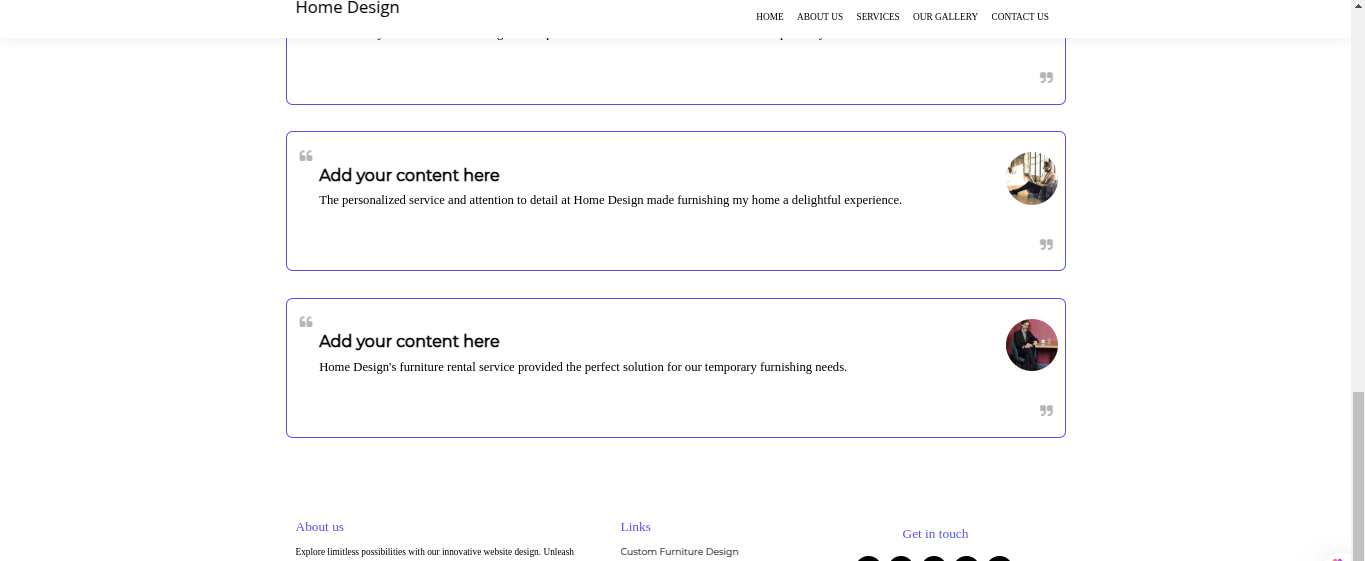 Home Design
HOME ABOUT US SERVICES OUR GALLERY CONTACT US
Add your content here
The personalized service and attention to detail at Home Design made furnishing my home a delightful experience.
Add your content here
Home Design's furniture rental service provided the perfect solution for our temporary furnishing needs.
About us
Explore limitless possibilities with our innovative website design. Unleash
Links
Custom Furniture Design
Get in touch